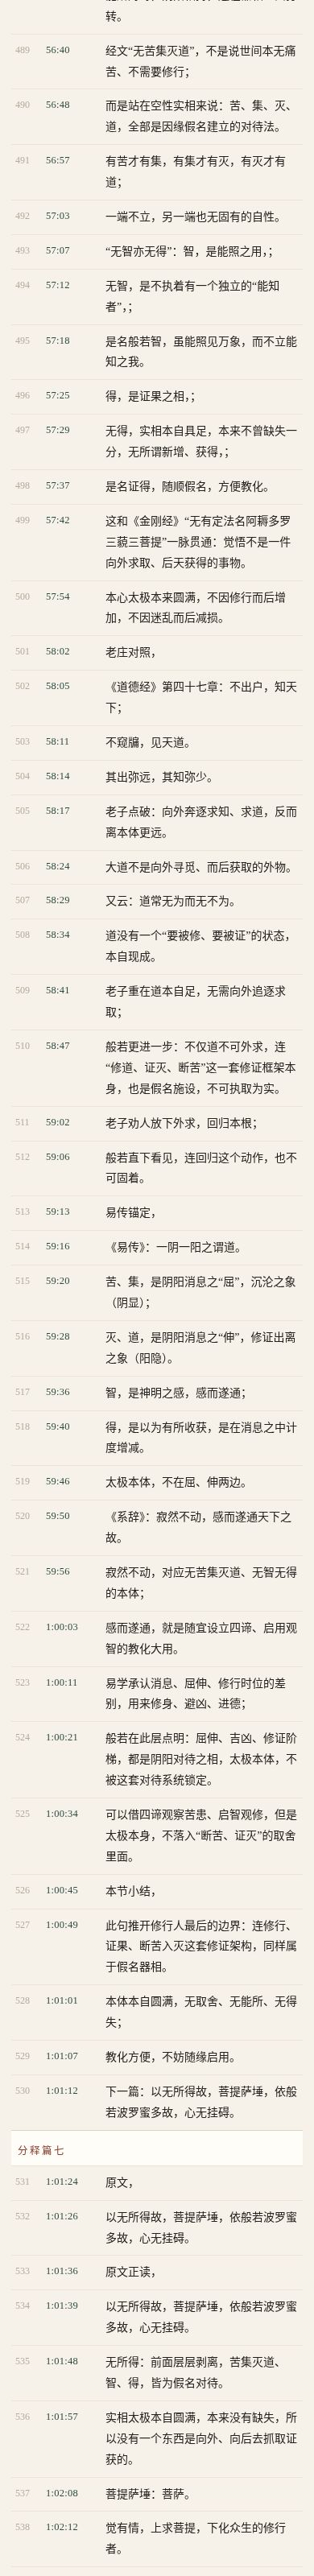 转。
489 56:40 经文“无苦集灭道”，不是说世间本无痛
苦、不需要修行；
490 56:48 而是站在空性实相来说：苦、集、灭、
道，全部是因缘假名建立的对待法。
491 56:57 有苦才有集，有集才有灭，有灭才有
道；
492 57:03 一端不立，另一端也无固有的自性。
493 57:07 “无智亦无得”：智，是能照之用，；
494 57:12 无智，是不执着有一个独立的“能知
者”，；
495 57:18 是名般若智，虽能照见万象，而不立能
知之我。
496 57:25 得，是证果之相，；
497 57:29 无得，实相本自具足，本来不曾缺失一
分，无所谓新增、获得，；
498 57:37 是名证得，随顺假名，方便教化。
499 57:42 这和《金刚经》“无有定法名阿耨多罗
三藐三菩提”一脉贯通：觉悟不是一件
向外求取、后天获得的事物。
500 57:54 本心太极本来圆满，不因修行而后增
加，不因迷乱而后减损。
501 58:02 老庄对照，
502 58:05 《道德经》第四十七章：不出户，知天
下；
503 58:11 不窥牖，见天道。
504 58:14 其出弥远，其知弥少。
505 58:17 老子点破：向外奔逐求知、求道，反而
离本体更远。
506 58:24 大道不是向外寻觅、而后获取的外物。
507 58:29 又云：道常无为而无不为。
508 58:34 道没有一个“要被修、要被证”的状态，
本自现成。
509 58:41 老子重在道本自足，无需向外追逐求
取；
510 58:47 般若更进一步：不仅道不可外求，连
“修道、证灭、断苦”这一套修证框架本
身，也是假名施设，不可执取为实。
511 59:02 老子劝人放下外求，回归本根；
512 59:06 般若直下看见，连回归这个动作，也不
可固着。
513 59:13 易传锚定，
514 59:16 《易传》：一阴一阳之谓道。
515 59:20 苦、集，是阴阳消息之“屈”，沉沦之象
（阴显）；
516 59:28 灭、道，是阴阳消息之“伸”，修证出离
之象（阳隐）。
517 59:36 智，是神明之感，感而遂通；
518 59:40 得，是以为有所收获，是在消息之中计
度增减。
519 59:46 太极本体，不在屈、伸两边。
520 59:50 《系辞》：寂然不动，感而遂通天下之
故。
521 59:56 寂然不动，对应无苦集灭道、无智无得
的本体；
522 1:00:03 感而遂通，就是随宜设立四谛、启用观
智的教化大用。
523 1:00:11 易学承认消息、屈伸、修行时位的差
别，用来修身、避凶、进德；
524 1:00:21 般若在此层点明：屈伸、吉凶、修证阶
梯，都是阴阳对待之相，太极本体，不
被这套对待系统锁定。
525 1:00:34 可以借四谛观察苦患、启智观修，但是
太极本身，不落入“断苦、证灭”的取舍
里面。
526 1:00:45 本节小结，
527 1:00:49 此句推开修行人最后的边界：连修行、
证果、断苦入灭这套修证架构，同样属
于假名器相。
528 1:01:01 本体本自圆满，无取舍、无能所、无得
失；
529 1:01:07 教化方便，不妨随缘启用。
530 1:01:12 下一篇：以无所得故，菩提萨埵，依般
若波罗蜜多故，心无挂碍。
分释篇七
531 1:01:24 原文，
532 1:01:26 以无所得故，菩提萨埵，依般若波罗蜜
多故，心无挂碍。
533 1:01:36 原文正读，
534 1:01:39 以无所得故，菩提萨埵，依般若波罗蜜
多故，心无挂碍。
535 1:01:48 无所得：前面层层剥离，苦集灭道、
智、得，皆为假名对待。
536 1:01:57 实相太极本自圆满，本来没有缺失，所
以没有一个东西是向外、向后去抓取证
获的。
537 1:02:08 菩提萨埵：菩萨。
538 1:02:12 觉有情，上求菩提，下化众生的修行
者。